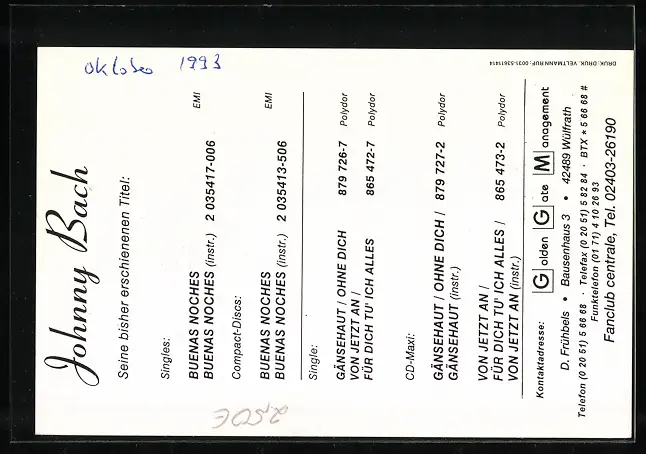 oktober 1993
Johnny Bach
Seine bisher erschienenen Titel:
Singles:
BUENAS NOCHES
BUENAS NOCHES (instr.) 2 035417-006 EMI
Compact-Discs:
BUENAS NOCHES
BUENAS NOCHES (instr.) 2 035413-506 EMI
Single:
GÄNSEHAUT / OHNE DICH 879 726-7 Polydor
VON JETZT AN /
FÜR DICH TU' ICH ALLES 865 472-7 Polydor
CD-Maxi:
GÄNSEHAUT / OHNE DICH / 879 727-2 Polydor
GÄNSEHAUT (instr.)
VON JETZT AN /
FÜR DICH TU' ICH ALLES / 865 473-2 Polydor
VON JETZT AN (instr.)
Kontaktadresse: Golden Gate Management
D. Frühbels • Bausenhaus 3 • 42489 Wülfrath
Telefon (0 20 51) 5 66 68 · Telefax (0 20 51) 5 82 84 · BTX * 5 66 68 #
Funktelefon (01 71) 4 10 26 93
Fanclub centrale, Tel. 02403-26190
DRUK: DRUK. VELTMANN RUF: 0031-53611414
2,50€